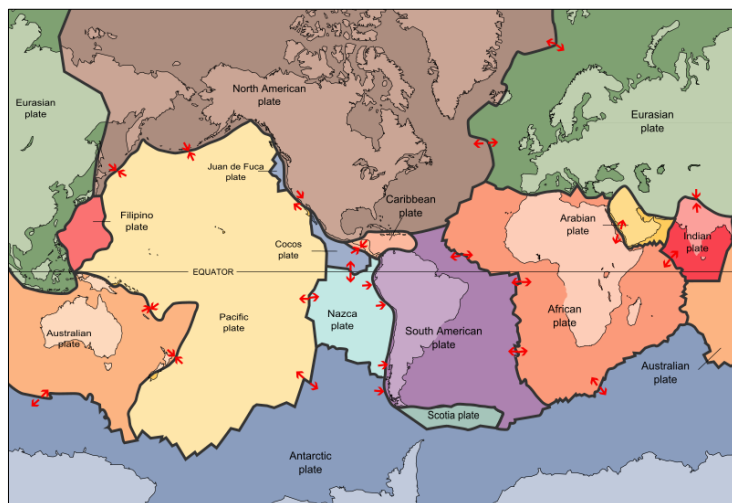 North American
plate
Eurasian
plate
Eurasian
plate
Juan de Fuca
plate
Caribbean
plate
Filipino
plate
Arabian
plate
Indian
plate
Cocos
plate
EQUATOR
Nazca
plate
Pacific
plate
African
plate
Australian
plate
South American
plate
Australian
plate
Scotia plate
Antarctic
plate